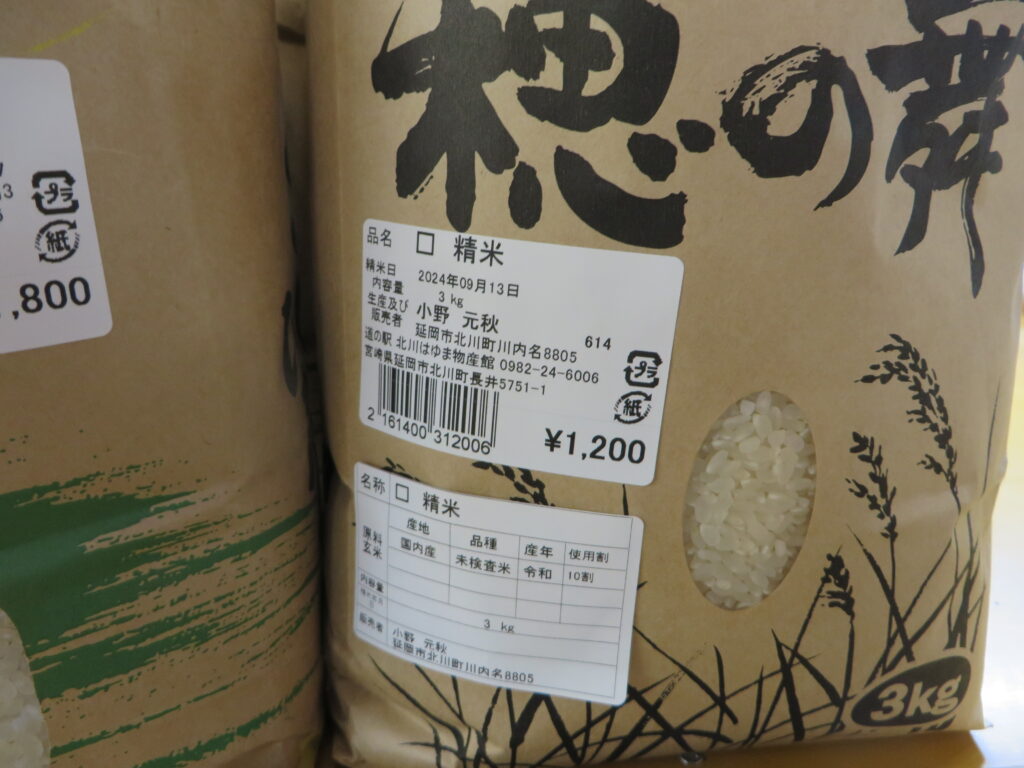 穂の舞
品名 □ 精米
精米日 2024年09月13日
内容量 3 kg
生産及び 小野 元秋
販売者 延岡市北川町川内名8805 614
道の駅 北川はゆま物産館 0982-24-6006
宮崎県延岡市北川町長井5751-1
プラ
紙
2 161400 312006
¥1,200
名称 □ 精米
原料玄米 産地 品種 産年 使用割
国内産 未検査米 令和 10割
内容量 3 kg
販売者 小野 元秋
延岡市北川町川内名8805
3kg
プラ
紙
,800